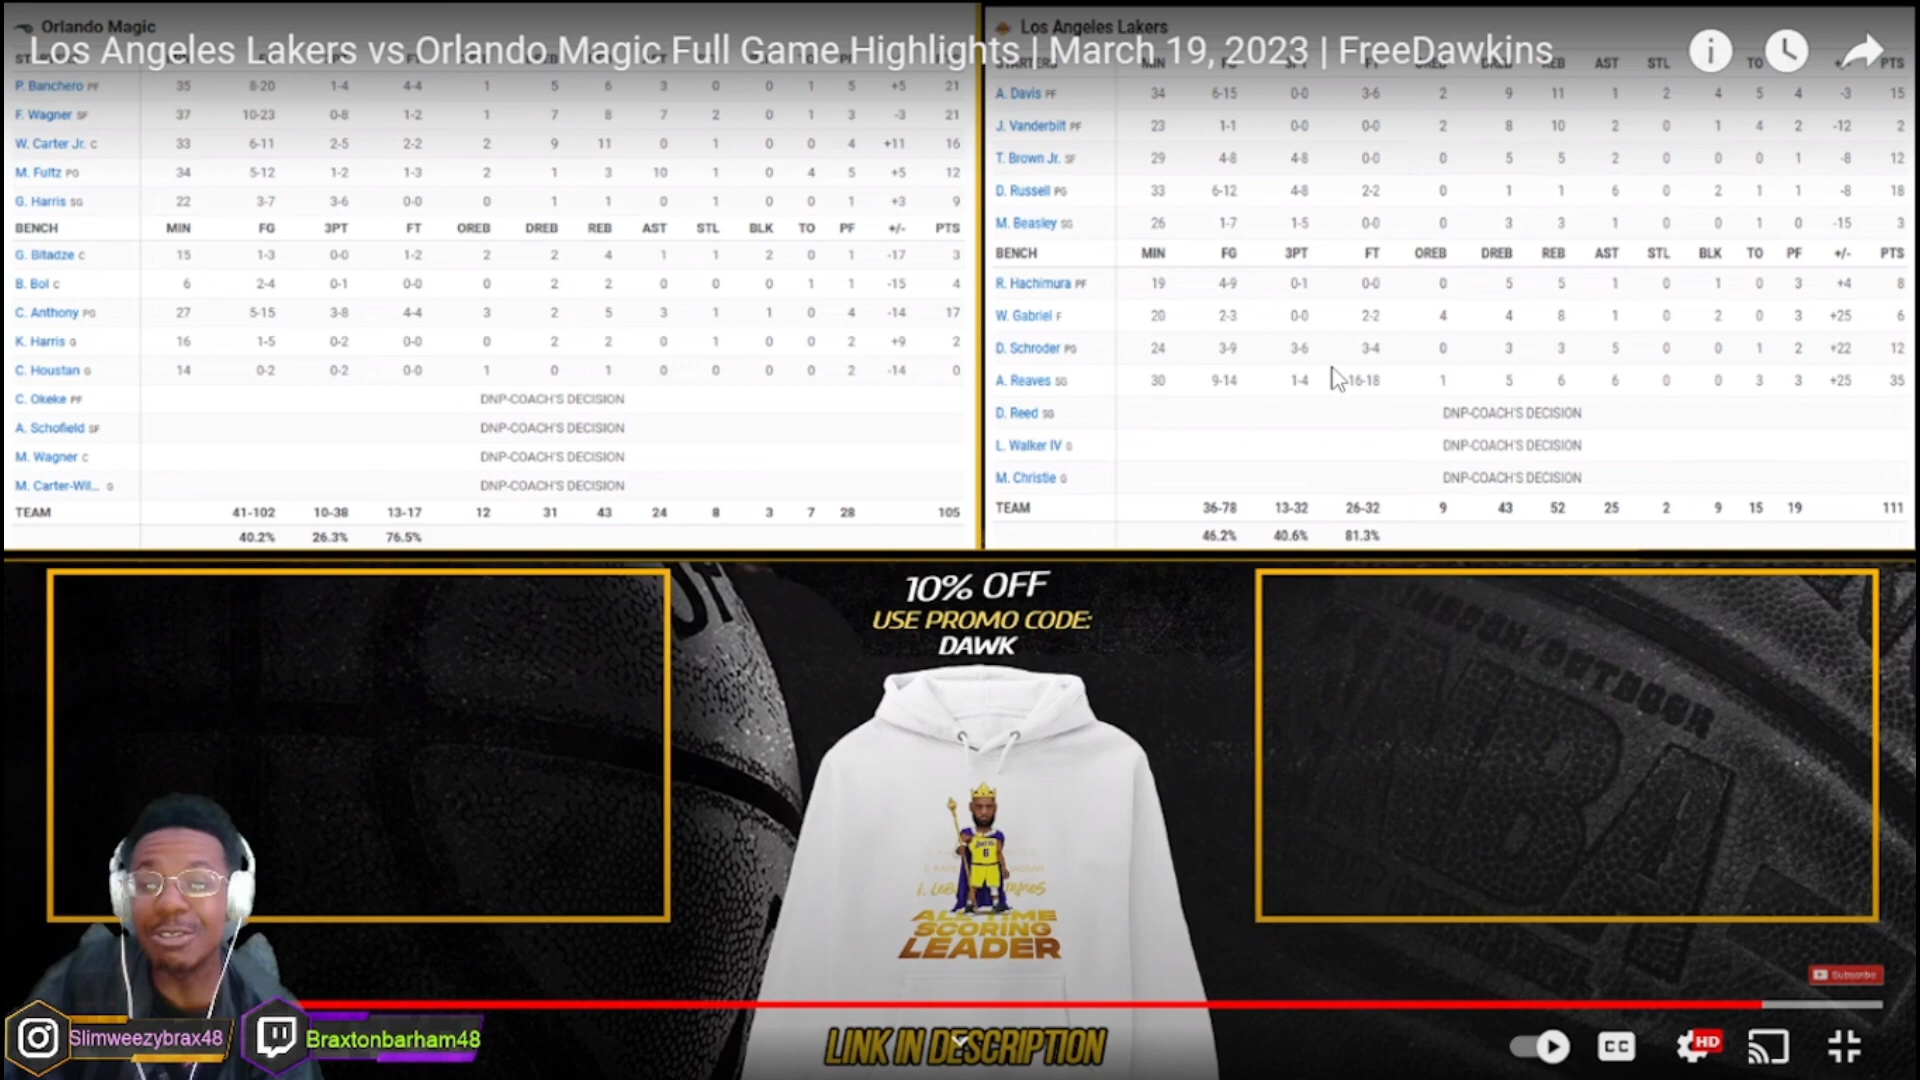 Orlando Magic
Los Angeles Lakers
Los Angeles Lakers vs Orlando Magic Full Game Highlights | March 19, 2023 | FreeDawkins
P. Banchero PF 35 8-20 1-4 4-4 1 5 6 3 0 0 1 5 +5 21
F. Wagner SF 37 10-23 0-8 1-2 1 7 8 7 2 0 1 3 -3 21
W. Carter Jr. C 33 6-11 2-5 2-2 2 9 11 0 1 0 0 4 +11 16
M. Fultz PG 34 5-12 1-2 1-3 2 1 3 10 1 0 4 5 +5 12
G. Harris SG 22 3-7 3-6 0-0 0 1 1 0 1 0 0 1 +3 9
BENCH MIN FG 3PT FT OREB DREB REB AST STL BLK TO PF +/- PTS
G. Bitadze C 15 1-3 0-0 1-2 2 2 4 1 1 2 0 1 -17 3
B. Bol C 6 2-4 0-1 0-0 0 2 2 0 0 0 1 1 -15 4
C. Anthony PG 27 5-15 3-8 4-4 3 2 5 3 1 1 0 4 -14 17
K. Harris G 16 1-5 0-2 0-0 0 2 2 0 1 0 0 2 +9 2
C. Houstan G 14 0-2 0-2 0-0 1 0 1 0 0 0 0 2 -14 0
C. Okeke PF DNP-COACH'S DECISION
A. Schofield SF DNP-COACH'S DECISION
M. Wagner C DNP-COACH'S DECISION
M. Carter-Wil... G DNP-COACH'S DECISION
TEAM 41-102 10-38 13-17 12 31 43 24 8 3 7 28 105
40.2% 26.3% 76.5%
STARTERS MIN FG 3PT FT OREB DREB REB AST STL TO PF +/- PTS
A. Davis PF 34 6-15 0-0 3-6 2 9 11 1 2 4 5 4 -3 15
J. Vanderbilt PF 23 1-1 0-0 0-0 2 8 10 2 0 1 4 2 -12 2
T. Brown Jr. SF 29 4-8 4-8 0-0 0 5 5 2 0 0 0 1 -8 12
D. Russell PG 33 6-12 4-8 2-2 0 1 1 6 0 2 1 1 -8 18
M. Beasley SG 26 1-7 1-5 0-0 0 3 3 1 0 0 1 0 -15 3
BENCH MIN FG 3PT FT OREB DREB REB AST STL BLK TO PF +/- PTS
R. Hachimura PF 19 4-9 0-1 0-0 0 5 5 1 0 1 0 3 +4 8
W. Gabriel F 20 2-3 0-0 2-2 4 4 8 1 0 2 0 3 +25 6
D. Schroder PG 24 3-9 3-6 3-4 0 3 3 5 0 0 1 2 +22 12
A. Reaves SG 30 9-14 1-4 16-18 1 5 6 6 0 0 3 3 +25 35
D. Reed SG DNP-COACH'S DECISION
L. Walker IV G DNP-COACH'S DECISION
M. Christie G DNP-COACH'S DECISION
TEAM 36-78 13-32 26-32 9 43 52 25 2 9 15 19 111
46.2% 40.6% 81.3%
10% OFF
USE PROMO CODE:
DAWK
INDOOR/OUTDOOR
NBA
ALL TIME
SCORING
LEADER
Subscribe
Slimweezybrax48
Braxtonbarham48
LINK IN DESCRIPTION
CC
HD